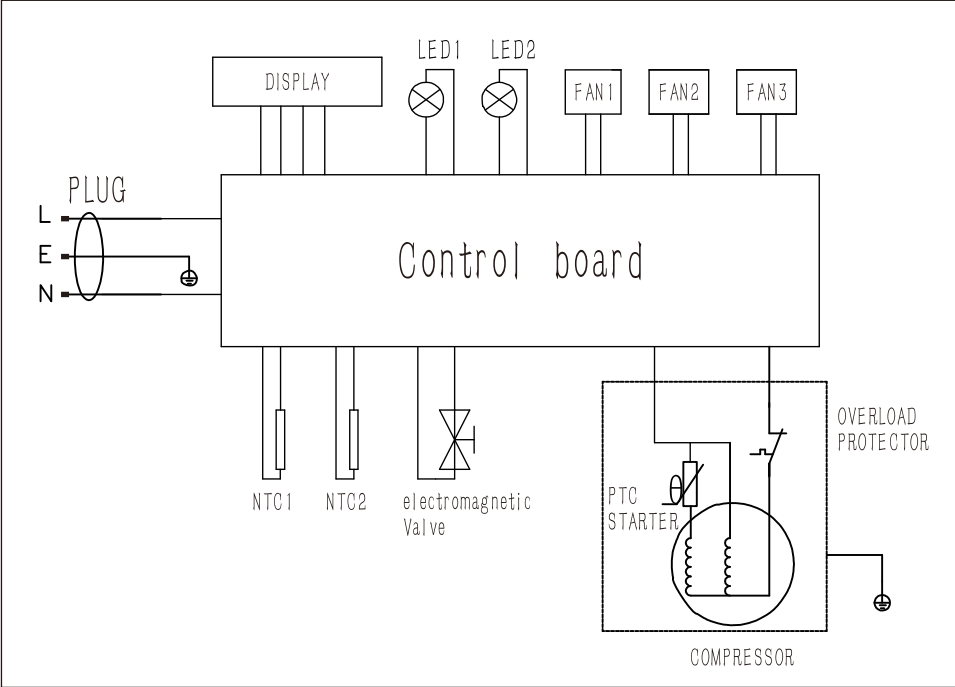 LED1 LED2
DISPLAY
FAN1 FAN2 FAN3
PLUG
L
E
N
Control board
OVERLOAD
PROTECTOR
NTC1 NTC2 electromagnetic
Valve
PTC
STARTER
COMPRESSOR